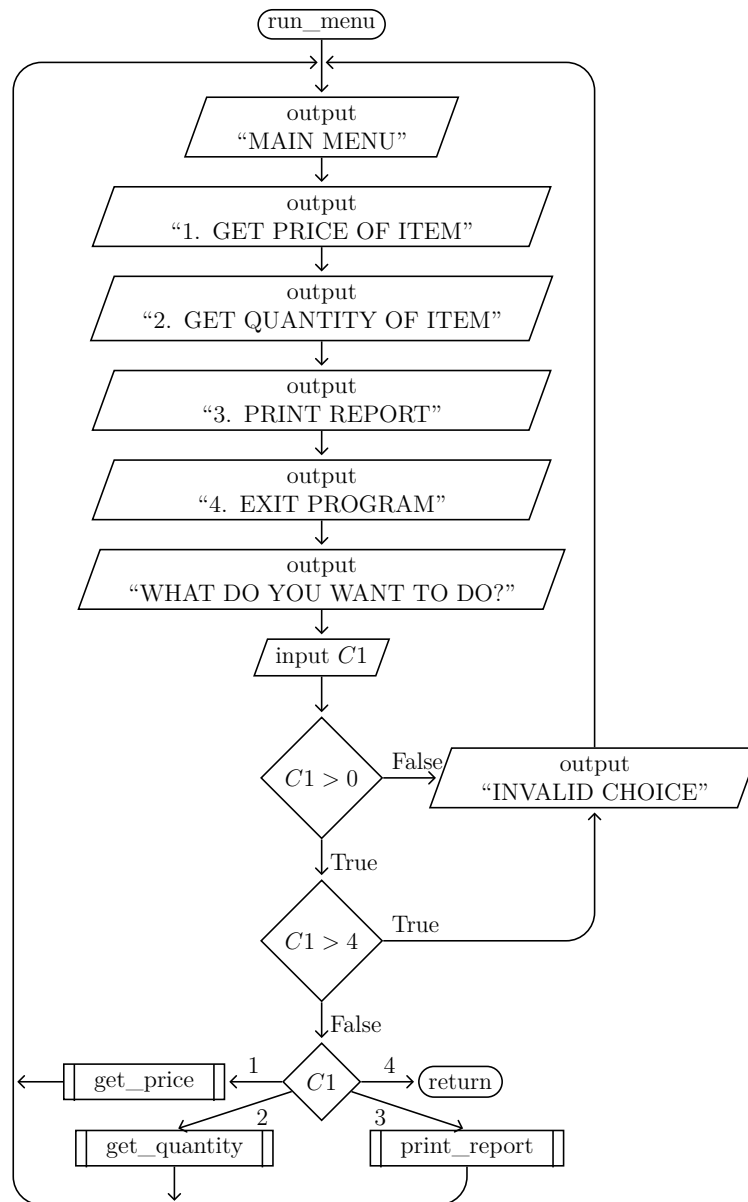 run_menu
output
“MAIN MENU”
output
“1. GET PRICE OF ITEM”
output
“2. GET QUANTITY OF ITEM”
output
“3. PRINT REPORT”
output
“4. EXIT PROGRAM”
output
“WHAT DO YOU WANT TO DO?”
input C1
C1 > 0
False
output
“INVALID CHOICE”
True
C1 > 4
True
False
get_price
1
C1
4
return
2
3
get_quantity
print_report